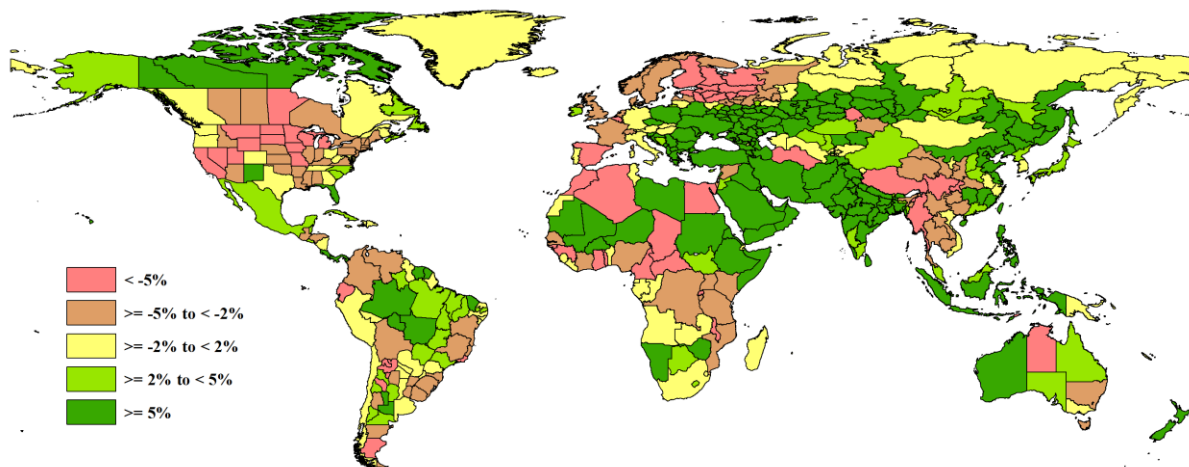 < -5%
>= -5% to < -2%
>= -2% to < 2%
>= 2% to < 5%
>= 5%